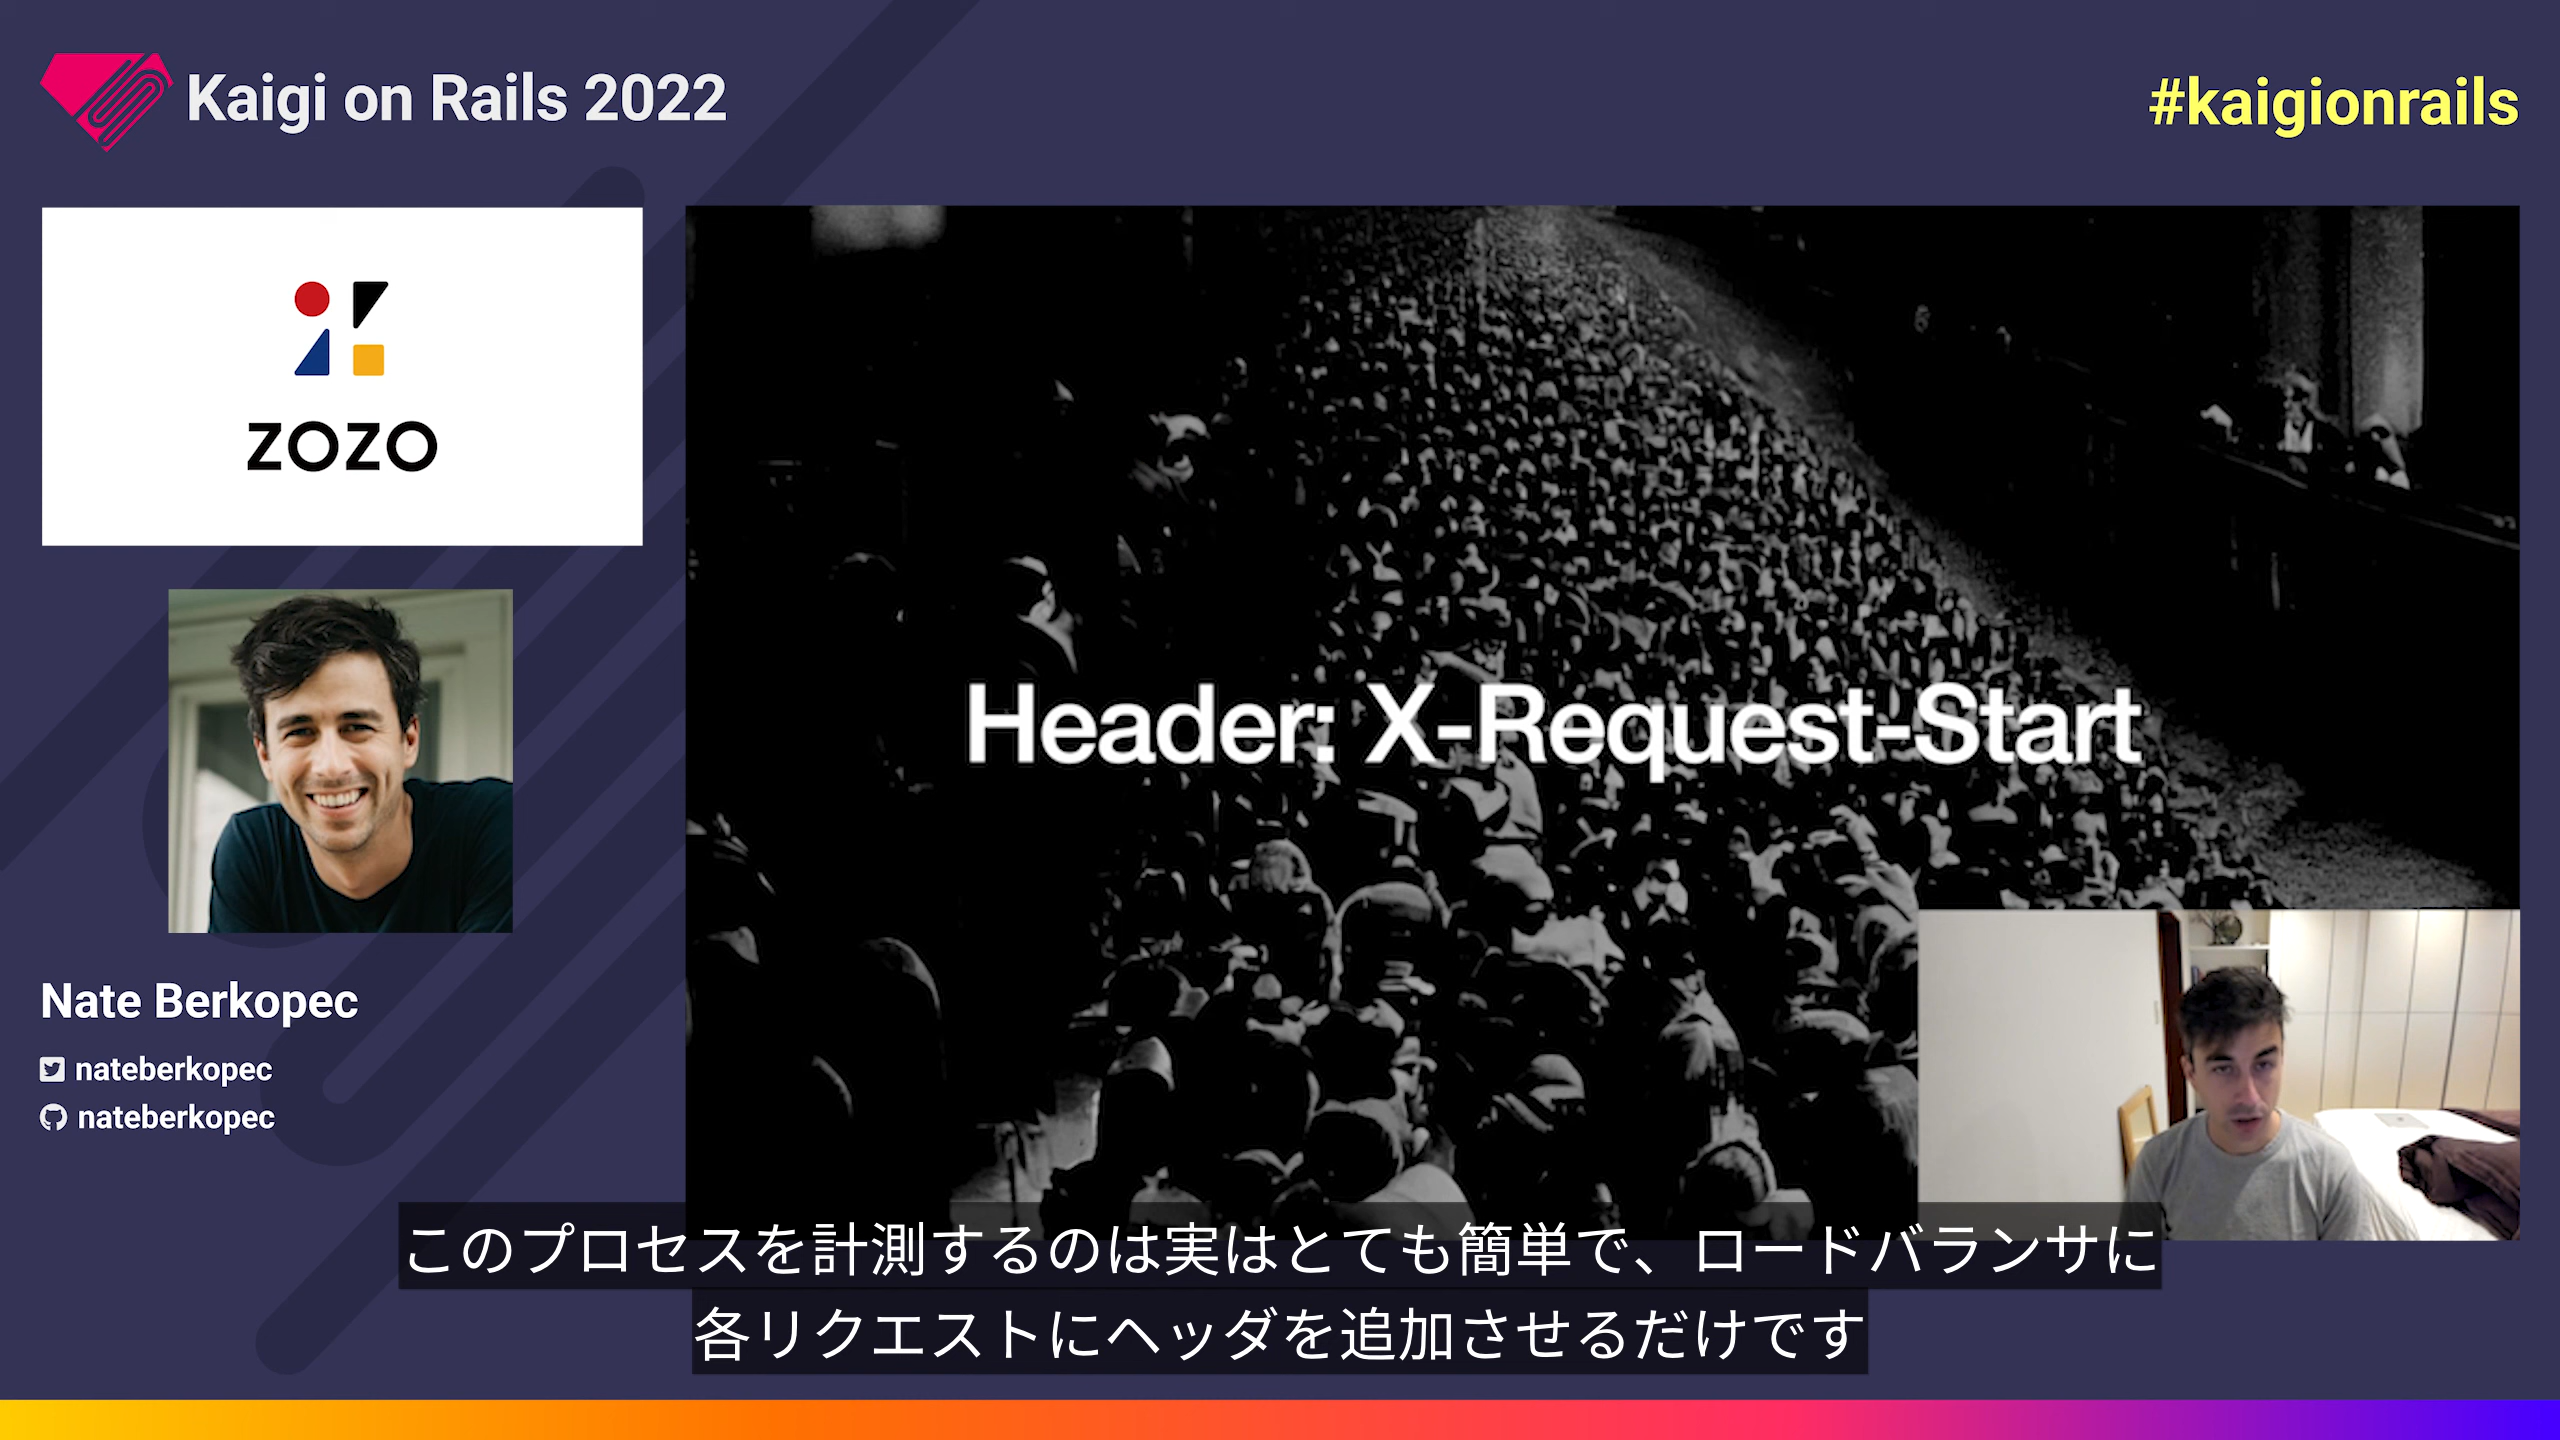 Kaigi on Rails 2022
#kaigionrails
ZOZO
Header: X-Request-Start
Nate Berkopec
nateberkopec
nateberkopec
このプロセスを計測するのは実はとても簡単で、ロードバランサに
各リクエストにヘッダを追加させるだけです